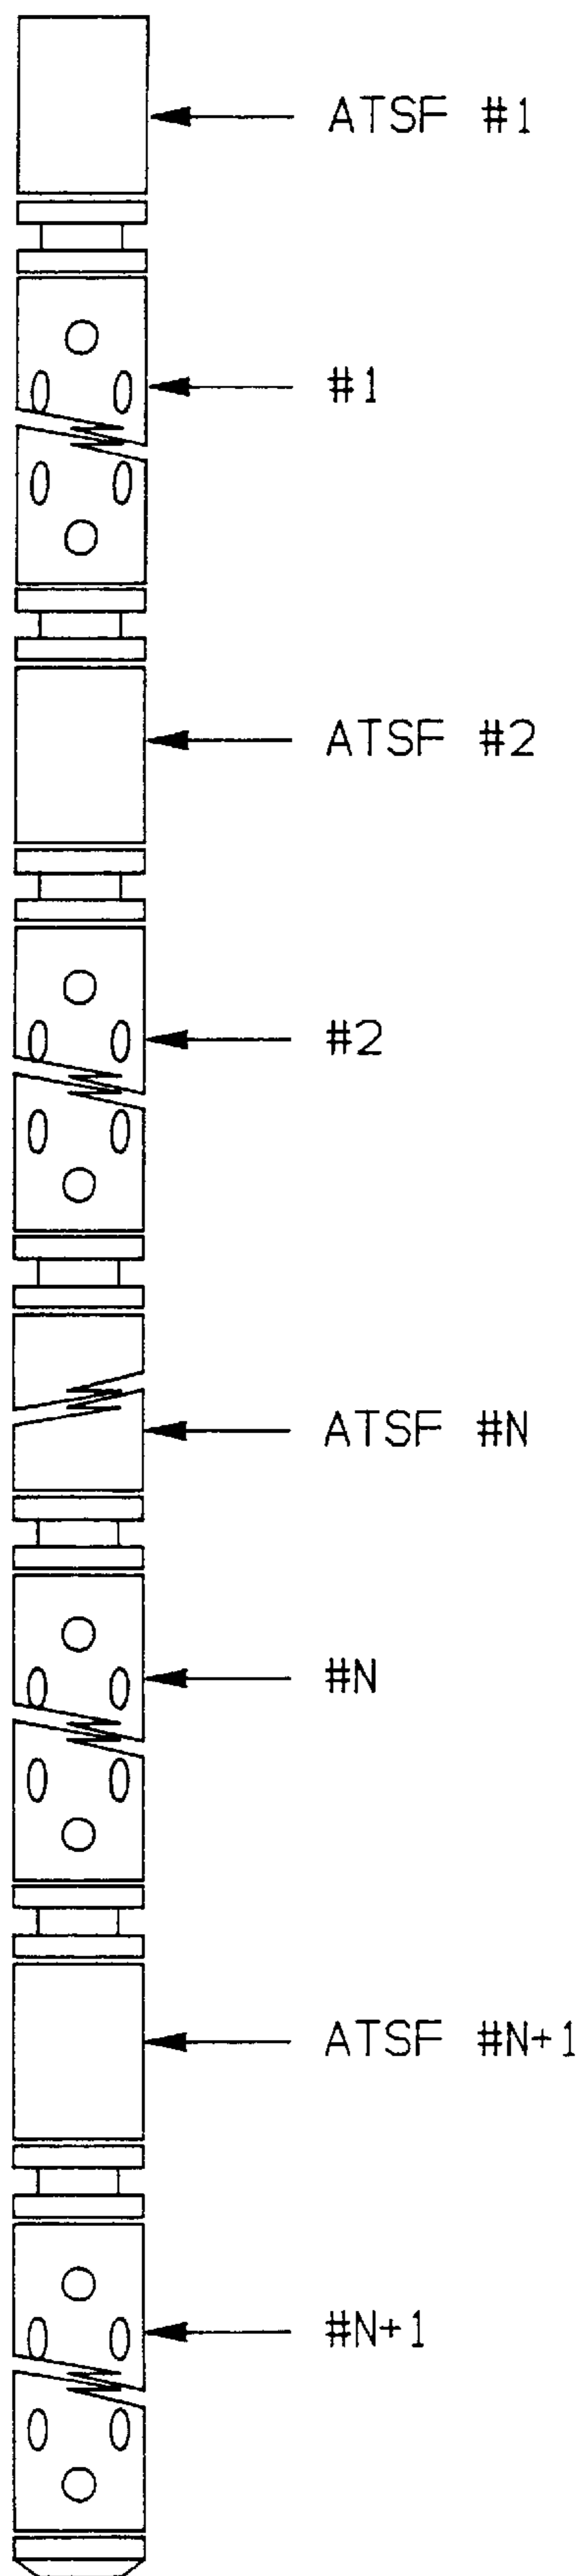 ATSF #1
#1
ATSF #2
#2
ATSF #N
#N
ATSF #N+1
#N+1